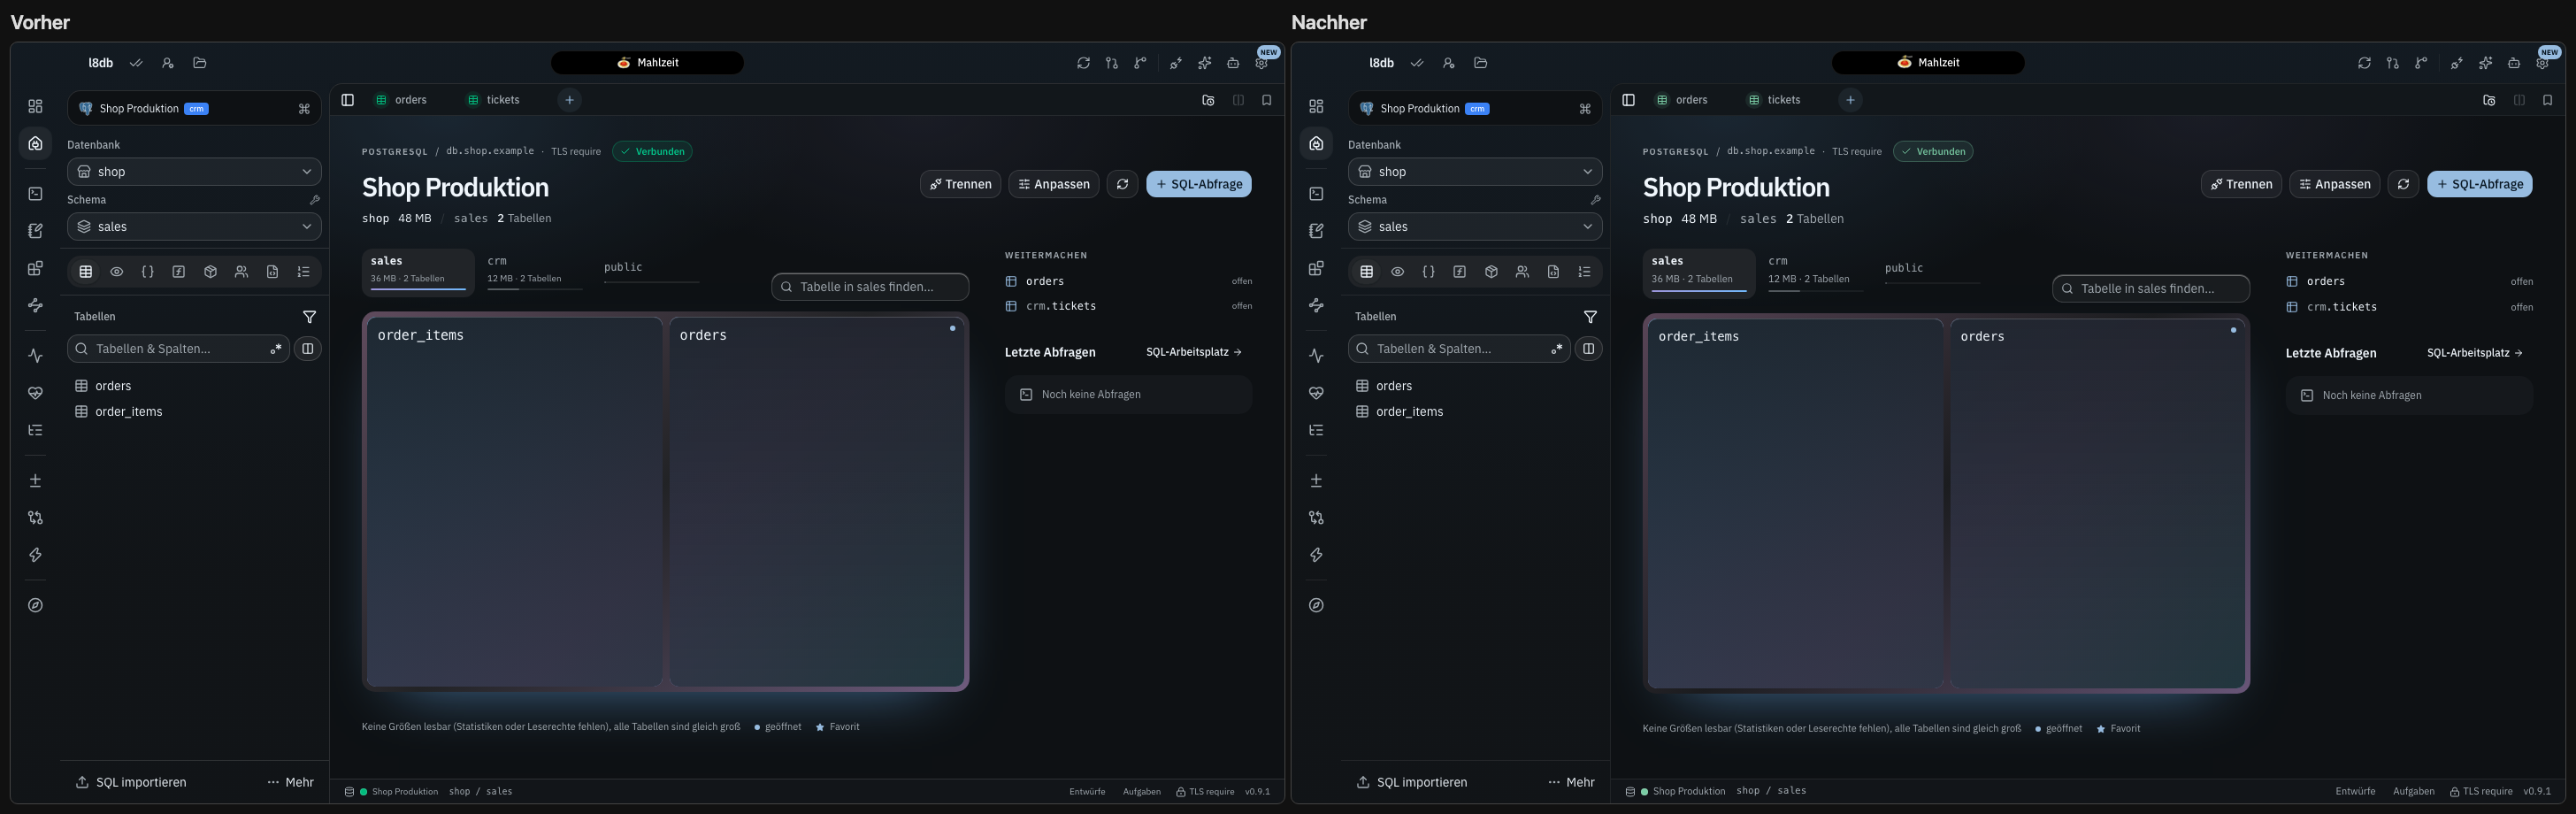 Vorher
l8db
Mahlzeit
NEW
Shop Produktion crm
Datenbank
shop
Schema
sales
Tabellen
Tabellen & Spalten...
orders
order_items
SQL importieren
Mehr
orders
tickets
POSTGRESQL / db.shop.example · TLS require Verbunden
Shop Produktion
shop 48 MB / sales 2 Tabellen
Trennen
Anpassen
SQL-Abfrage
sales
36 MB · 2 Tabellen
crm
12 MB · 2 Tabellen
public
Tabelle in sales finden...
order_items
orders
Keine Größen lesbar (Statistiken oder Leserechte fehlen), alle Tabellen sind gleich groß
geöffnet
Favorit
WEITERMACHEN
orders offen
crm.tickets offen
Letzte Abfragen SQL-Arbeitsplatz →
Noch keine Abfragen
Shop Produktion shop / sales
Entwürfe Aufgaben TLS require v0.9.1
Nachher
l8db
Mahlzeit
NEW
Shop Produktion crm
Datenbank
shop
Schema
sales
Tabellen
Tabellen & Spalten...
orders
order_items
SQL importieren
Mehr
orders
tickets
POSTGRESQL / db.shop.example · TLS require Verbunden
Shop Produktion
shop 48 MB / sales 2 Tabellen
Trennen
Anpassen
SQL-Abfrage
sales
36 MB · 2 Tabellen
crm
12 MB · 2 Tabellen
public
Tabelle in sales finden...
order_items
orders
Keine Größen lesbar (Statistiken oder Leserechte fehlen), alle Tabellen sind gleich groß
geöffnet
Favorit
WEITERMACHEN
orders offen
crm.tickets offen
Letzte Abfragen SQL-Arbeitsplatz →
Noch keine Abfragen
Shop Produktion shop / sales
Entwürfe Aufgaben TLS require v0.9.1